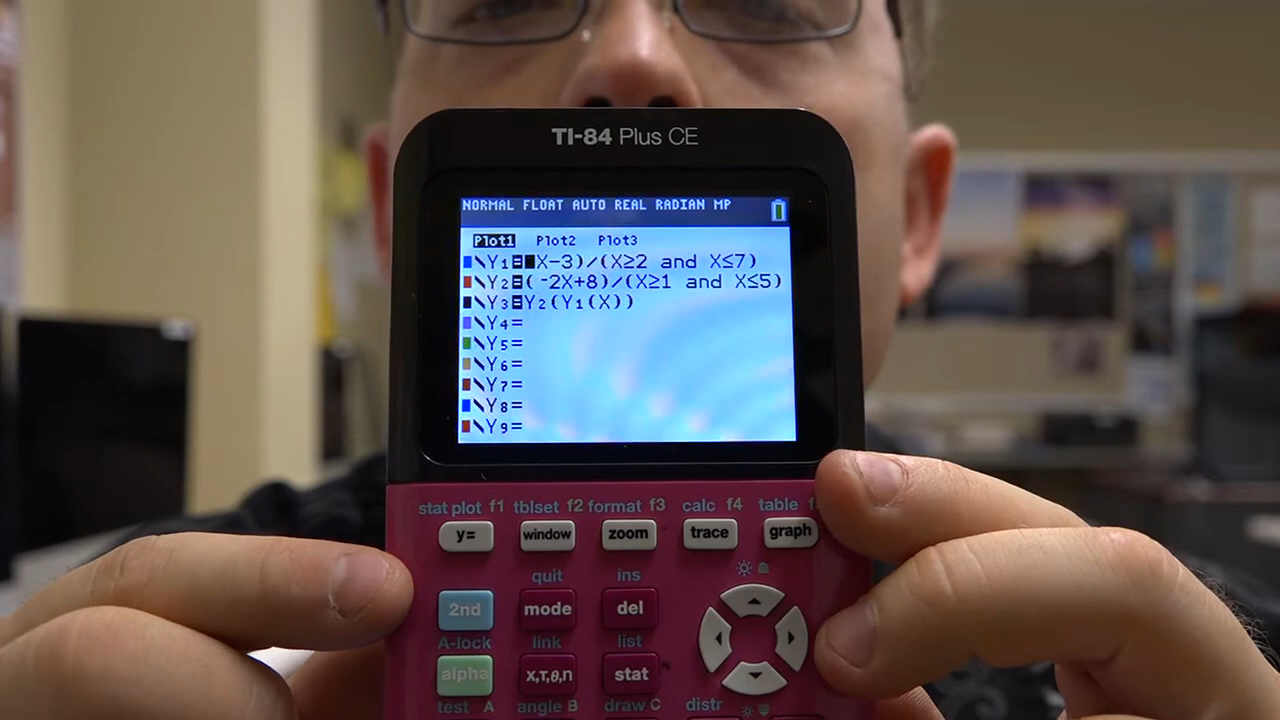 TI-84 Plus CE
NORMAL FLOAT AUTO REAL RADIAN MP
Plot1 Plot2 Plot3
\Y₁=X-3)/(X≥2 and X≤7)
\Y₂=(⁻2X+8)/(X≥1 and X≤5)
\Y₃=Y₂(Y₁(X))
\Y₄=
\Y₅=
\Y₆=
\Y₇=
\Y₈=
\Y₉=
stat plot f1 tblset f2 format f3 calc f4 table
y= window zoom trace graph
quit ins
2nd mode del
A-lock link list
alpha X,T,θ,n stat
test A angle B draw C distr